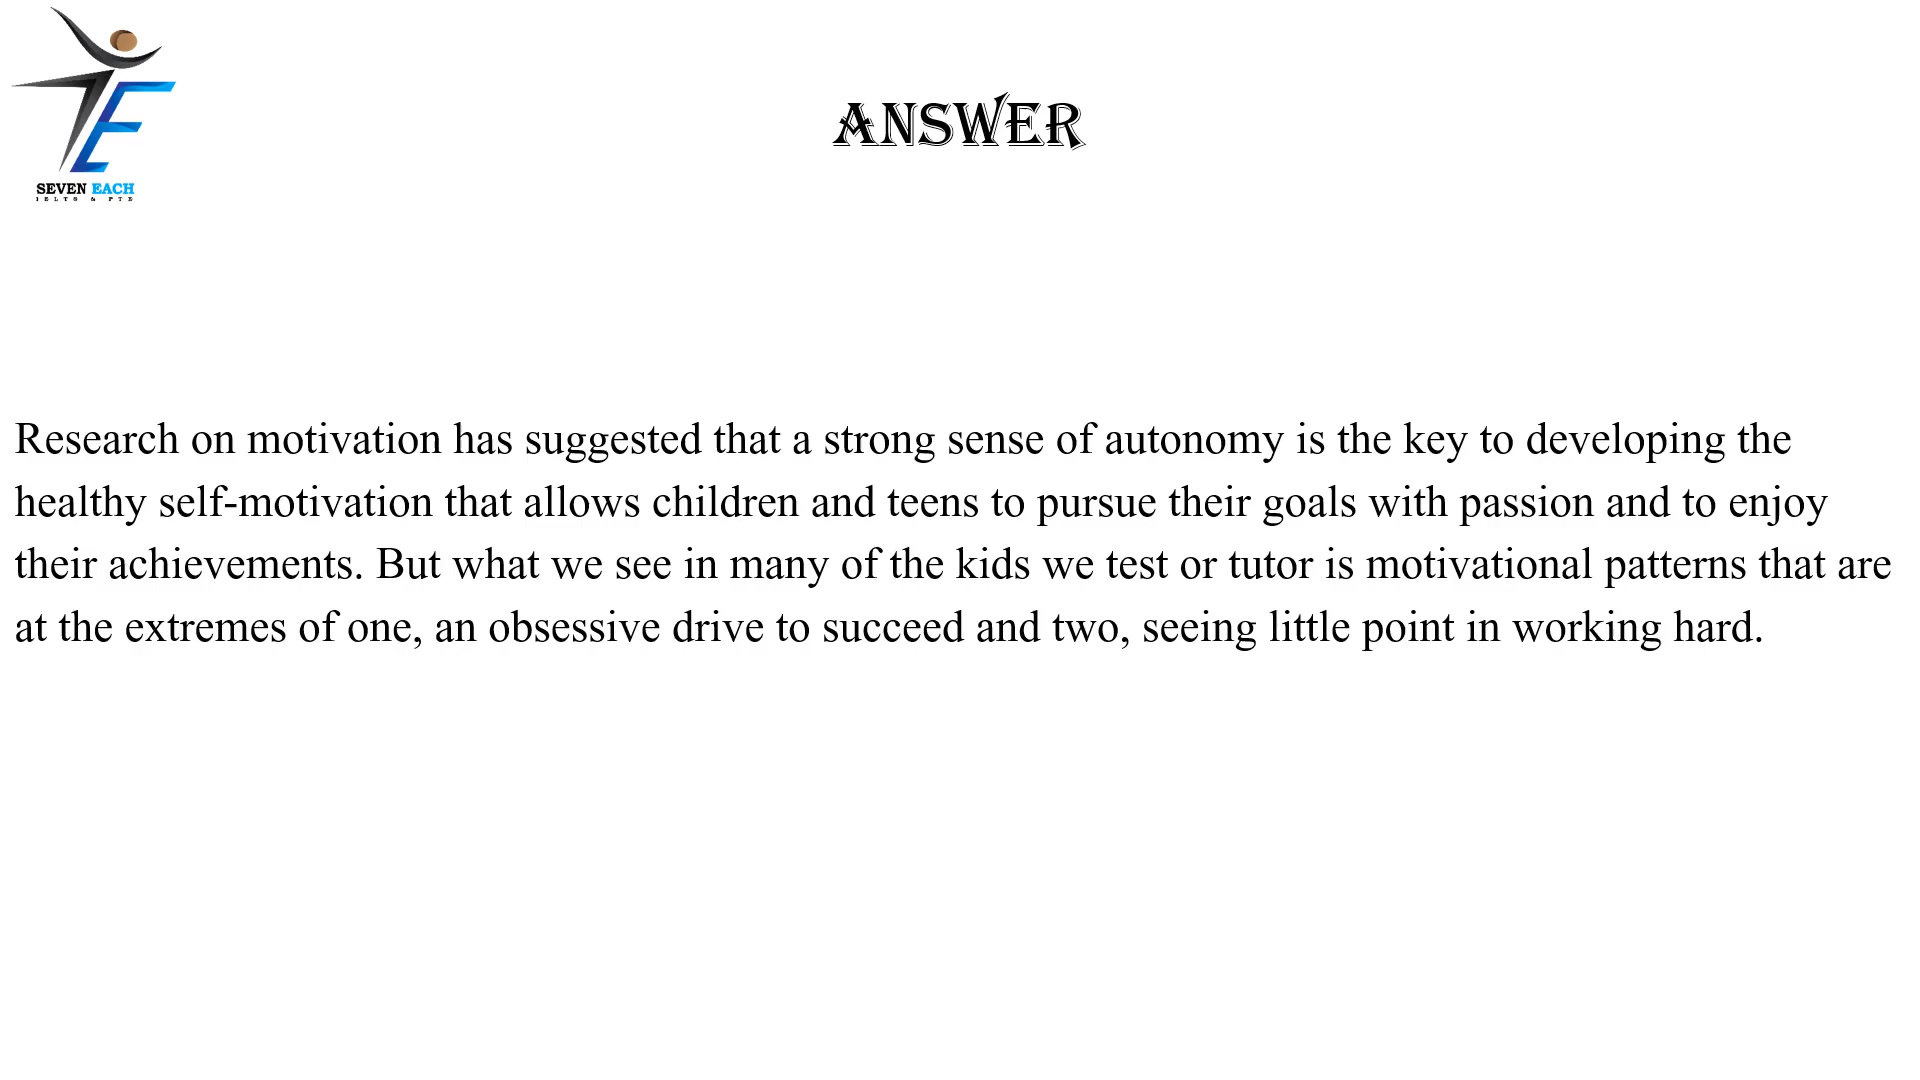 SEVEN EACH
IELTS & PTE
ANSWER
Research on motivation has suggested that a strong sense of autonomy is the key to developing the
healthy self-motivation that allows children and teens to pursue their goals with passion and to enjoy
their achievements. But what we see in many of the kids we test or tutor is motivational patterns that are
at the extremes of one, an obsessive drive to succeed and two, seeing little point in working hard.